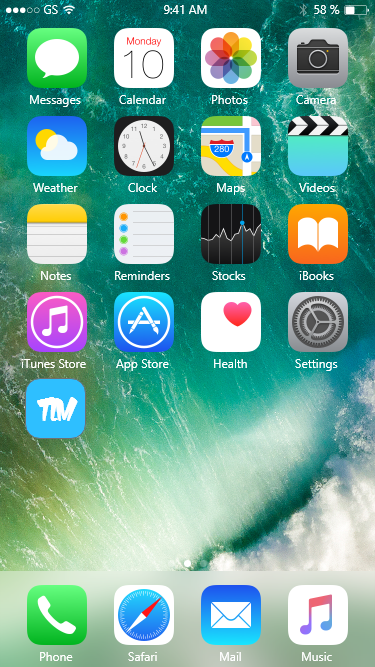 GS 9:41 AM 58 %
Monday
10
Messages Calendar Photos Camera
12
280
Weather Clock Maps Videos
Notes Reminders Stocks iBooks
iTunes Store App Store Health Settings
Phone Safari Mail Music